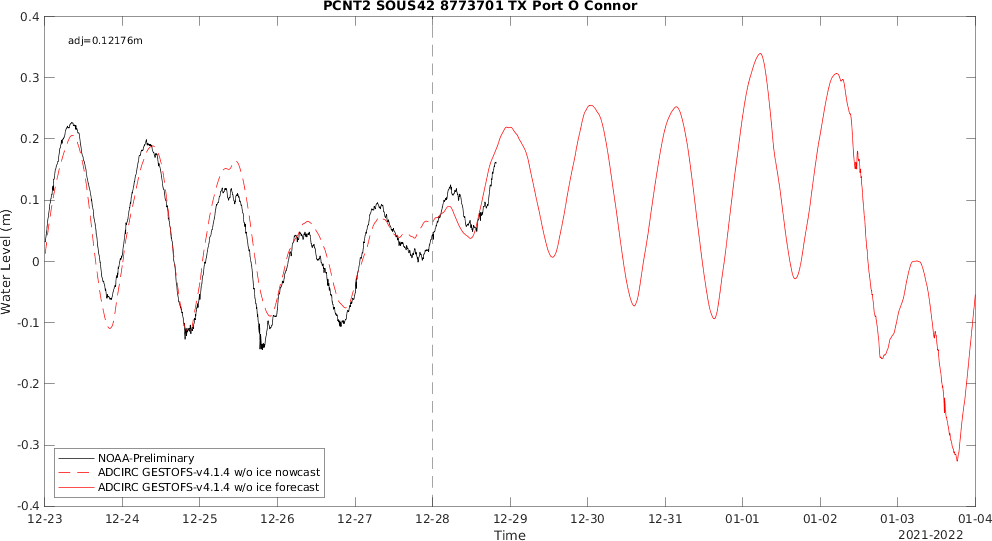 PCNT2 SOUS42 8773701 TX Port O Connor
adj=0.12176m
0.4
0.3
0.2
0.1
0
-0.1
-0.2
-0.3
-0.4
Water Level (m)
NOAA-Preliminary
ADCIRC GESTOFS-v4.1.4 w/o ice nowcast
ADCIRC GESTOFS-v4.1.4 w/o ice forecast
12-23 12-24 12-25 12-26 12-27 12-28 12-29 12-30 12-31 01-01 01-02 01-03 01-04
Time
2021-2022